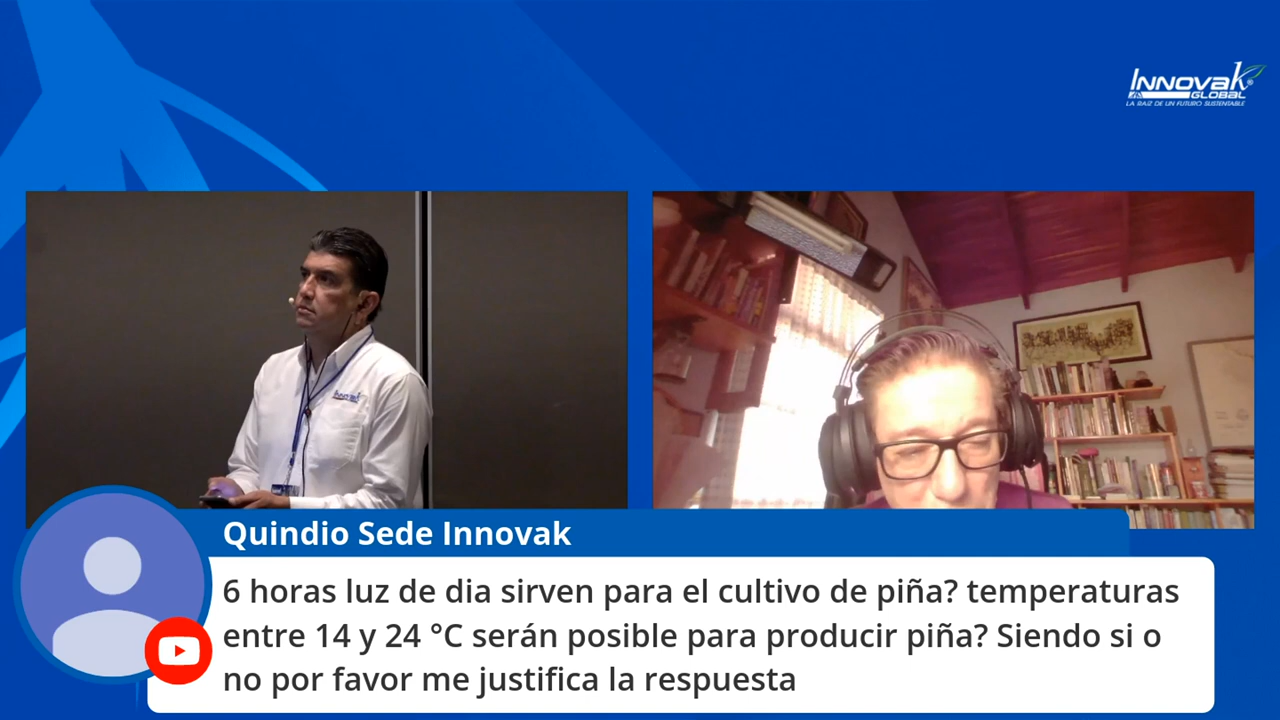 INNOVAK
GLOBAL
LA RAÍZ DE UN FUTURO SUSTENTABLE
Innovak
Quindio Sede Innovak
6 horas luz de dia sirven para el cultivo de piña? temperaturas
entre 14 y 24 °C serán posible para producir piña? Siendo si o
no por favor me justifica la respuesta